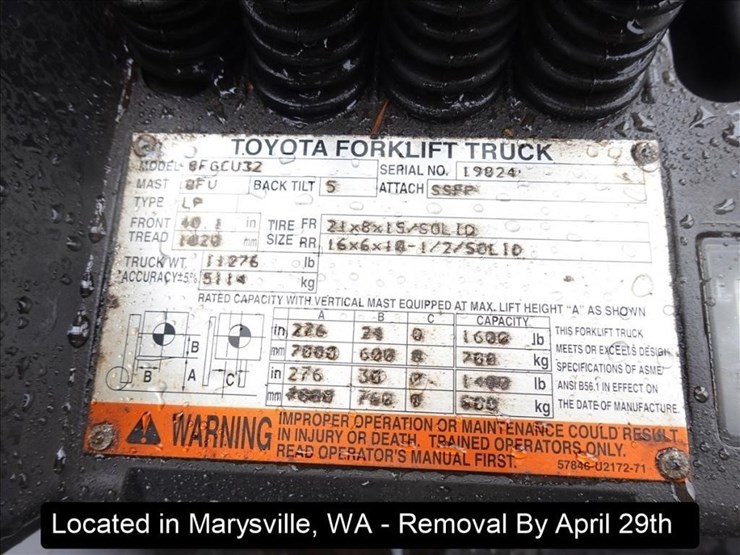 TOYOTA FORKLIFT TRUCK
MODEL 8FGCU32 SERIAL NO. 19824
MAST BACK TILT 5 ATTACH SSFP
TYPE LP
FRONT TREAD 40.1 in 1020 mm
TIRE SIZE FR 21x8x15/SOLID
RR 16x6x10-1/2/SOLID
TRUCK WT. 11276 lb
ACCURACY±5% 5114 kg
RATED CAPACITY WITH VERTICAL MAST EQUIPPED AT MAX. LIFT HEIGHT "A" AS SHOWN
A B C CAPACITY
in 276 24 0 1600 lb
mm 7000 600 0 700 kg
in 276 30 0 1400 lb
mm 7000 760 0 kg
B
B A C
THIS FORKLIFT TRUCK
MEETS OR EXCEEDS DESIGN
SPECIFICATIONS OF ASME
ANSI B56.1 IN EFFECT ON
THE DATE OF MANUFACTURE
WARNING
IMPROPER OPERATION OR MAINTENANCE COULD RESULT
IN INJURY OR DEATH. TRAINED OPERATORS ONLY.
READ OPERATOR'S MANUAL FIRST.
57846-U2172-71
Located in Marysville, WA - Removal By April 29th